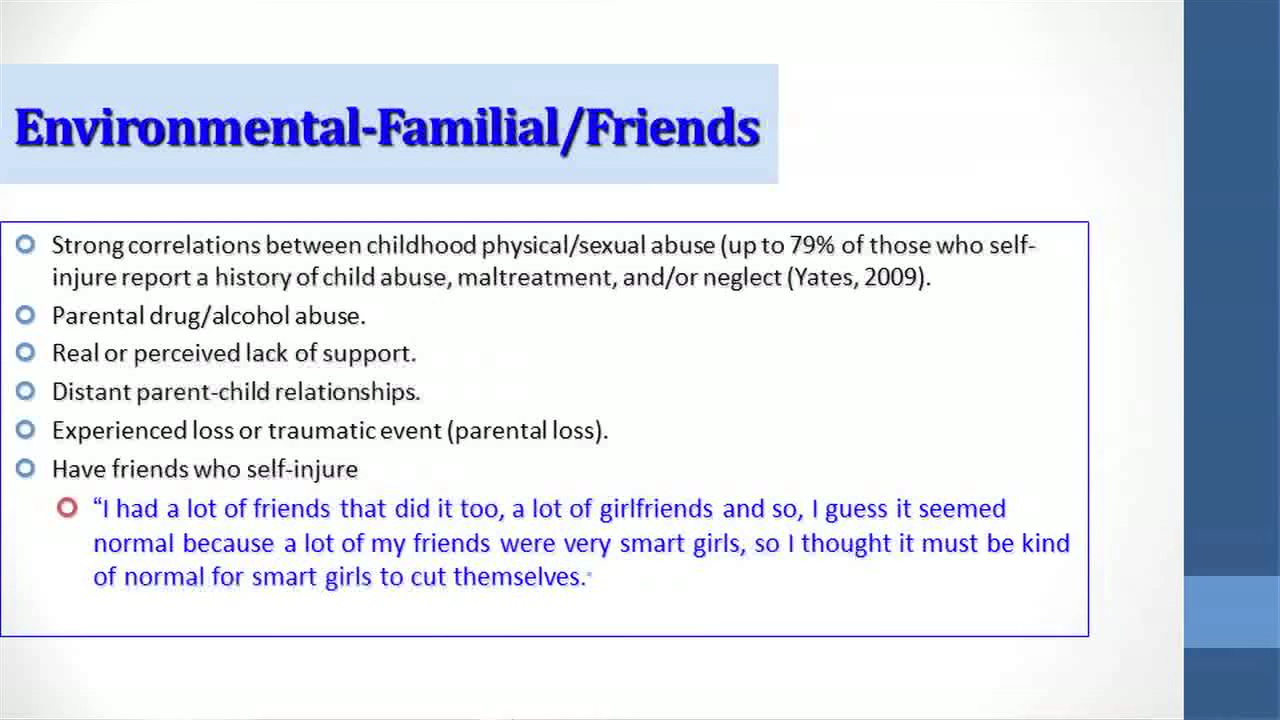 Environmental-Familial/Friends
Strong correlations between childhood physical/sexual abuse (up to 79% of those who self-
injure report a history of child abuse, maltreatment, and/or neglect (Yates, 2009).
Parental drug/alcohol abuse.
Real or perceived lack of support.
Distant parent-child relationships.
Experienced loss or traumatic event (parental loss).
Have friends who self-injure
“I had a lot of friends that did it too, a lot of girlfriends and so, I guess it seemed
normal because a lot of my friends were very smart girls, so I thought it must be kind
of normal for smart girls to cut themselves.”